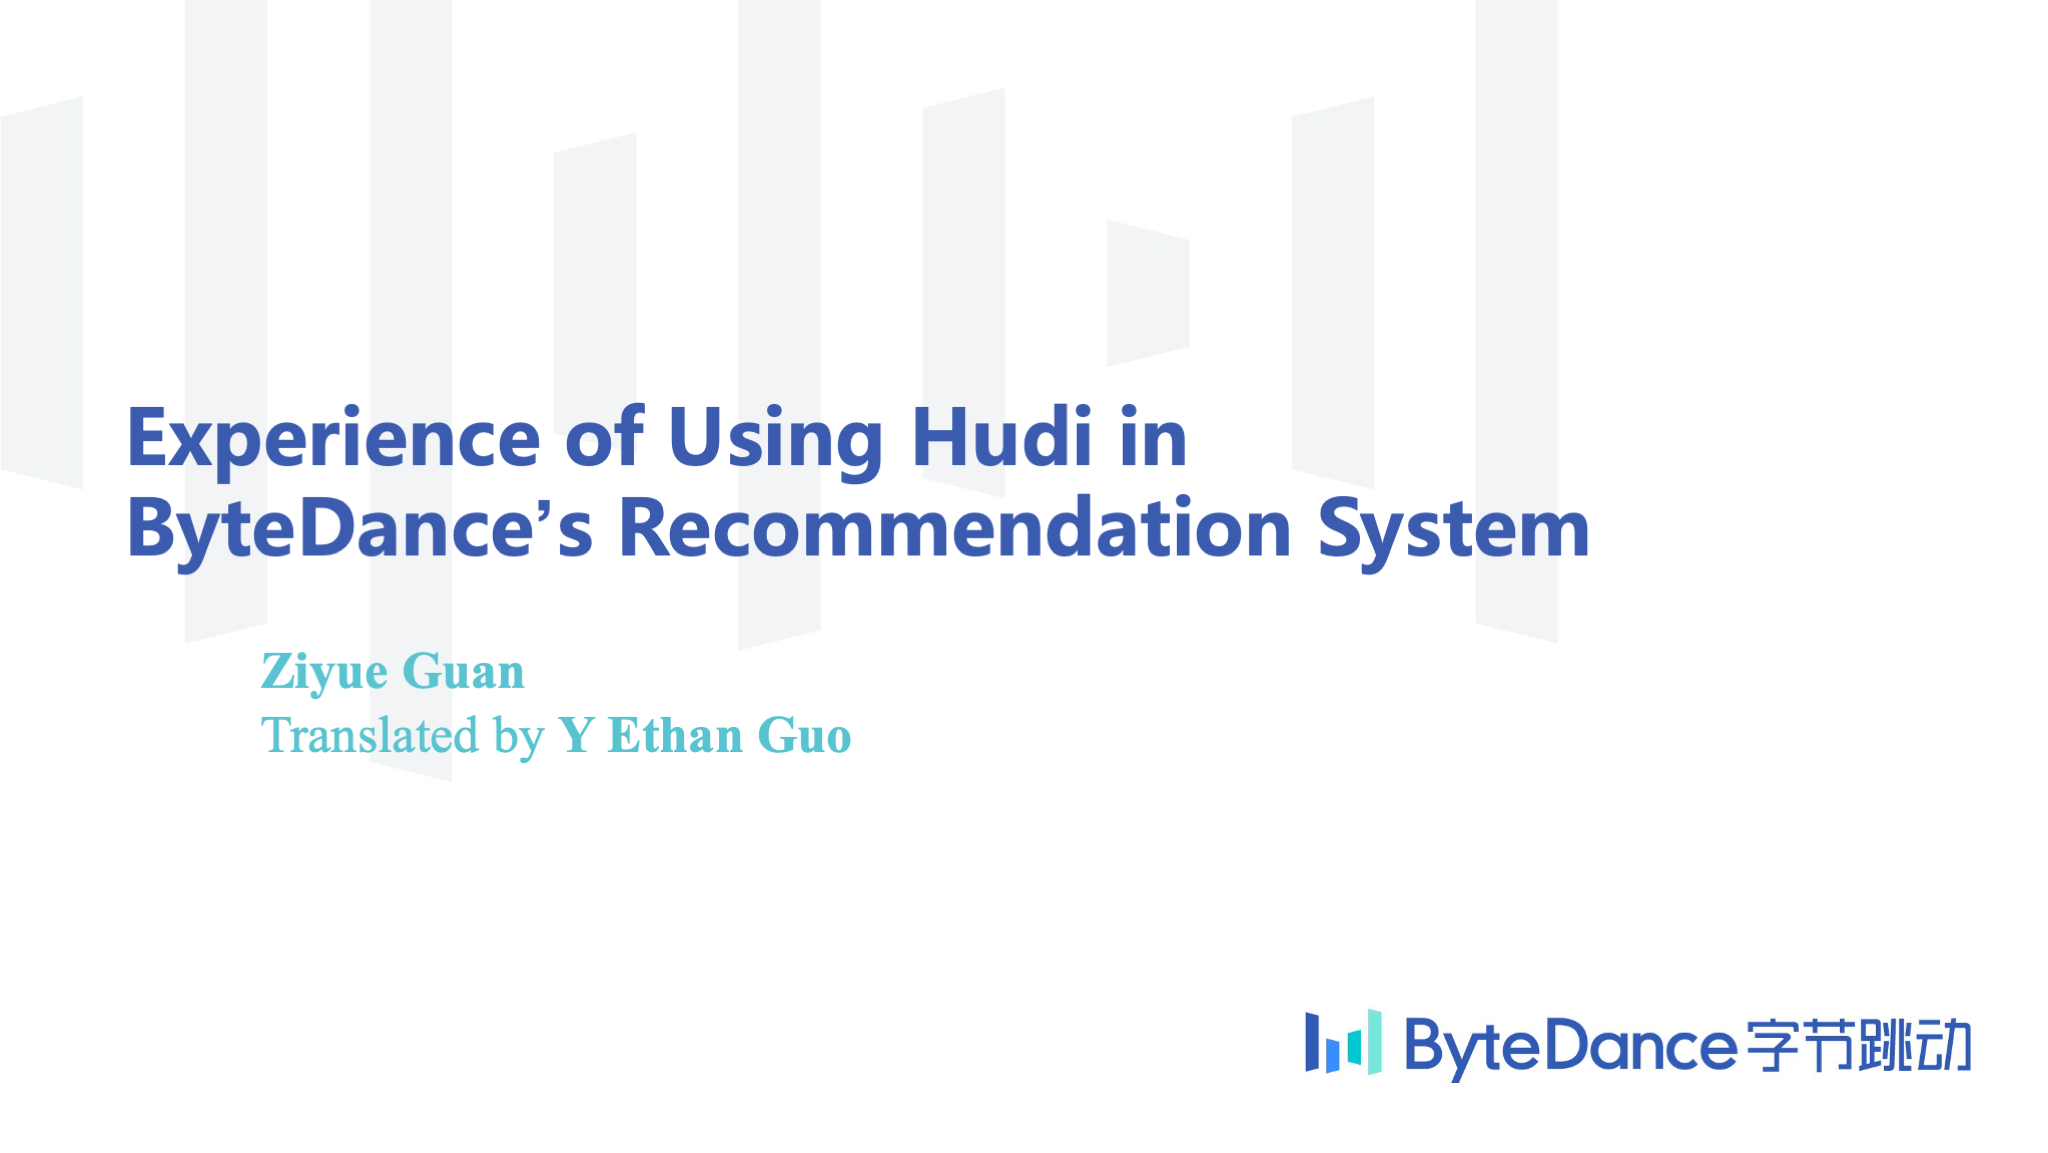 Experience of Using Hudi in
ByteDance’s Recommendation System
Ziyue Guan
Translated by Y Ethan Guo
ByteDance字节跳动